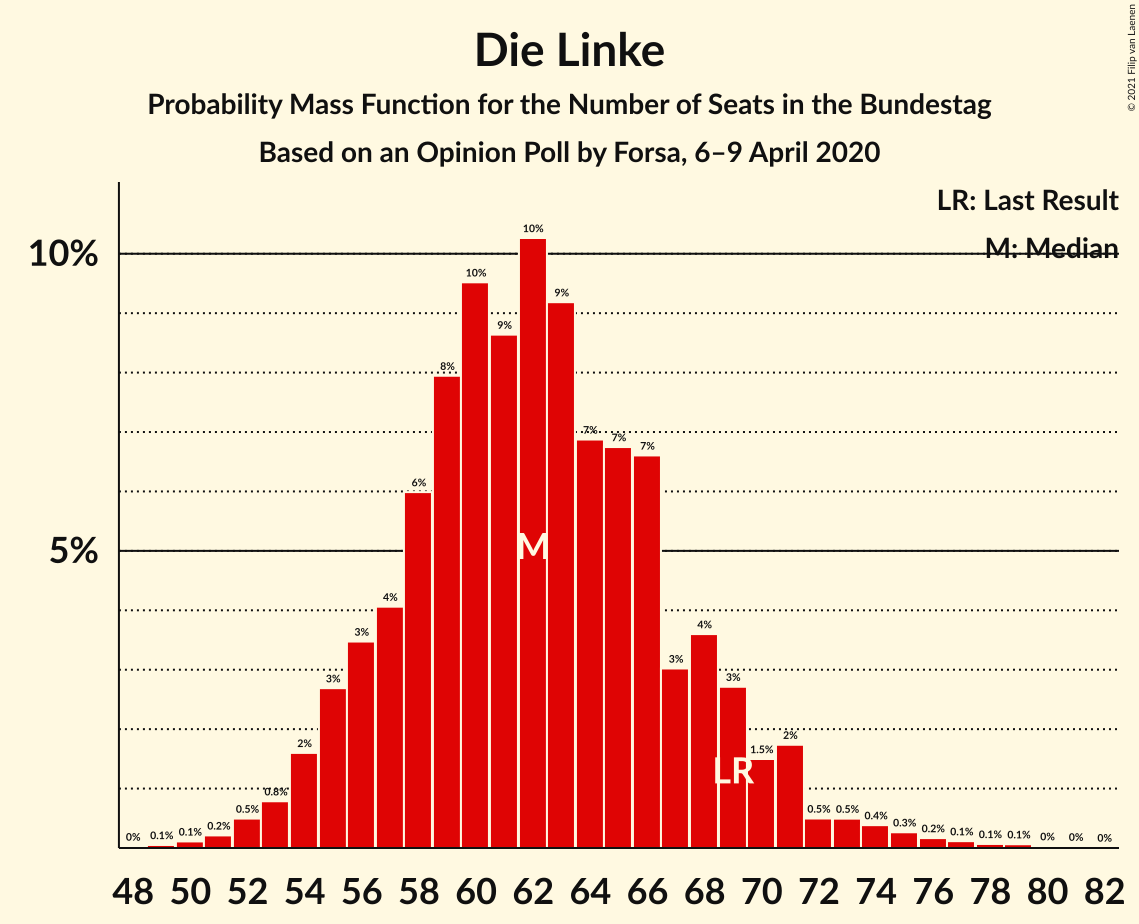 © 2021 Filip van Laenen
Die Linke
Probability Mass Function for the Number of Seats in the Bundestag
Based on an Opinion Poll by Forsa, 6–9 April 2020
LR: Last Result
M: Median
10%
5%
0% 0.1% 0.1% 0.2% 0.5% 0.8% 2% 3% 3% 4% 6% 8% 10% 9% 10% 9% 7% 7% 7% 3% 4% 3% 1.5% 2% 0.5% 0.5% 0.4% 0.3% 0.2% 0.1% 0.1% 0.1% 0% 0% 0%
M
LR
48 50 52 54 56 58 60 62 64 66 68 70 72 74 76 78 80 82